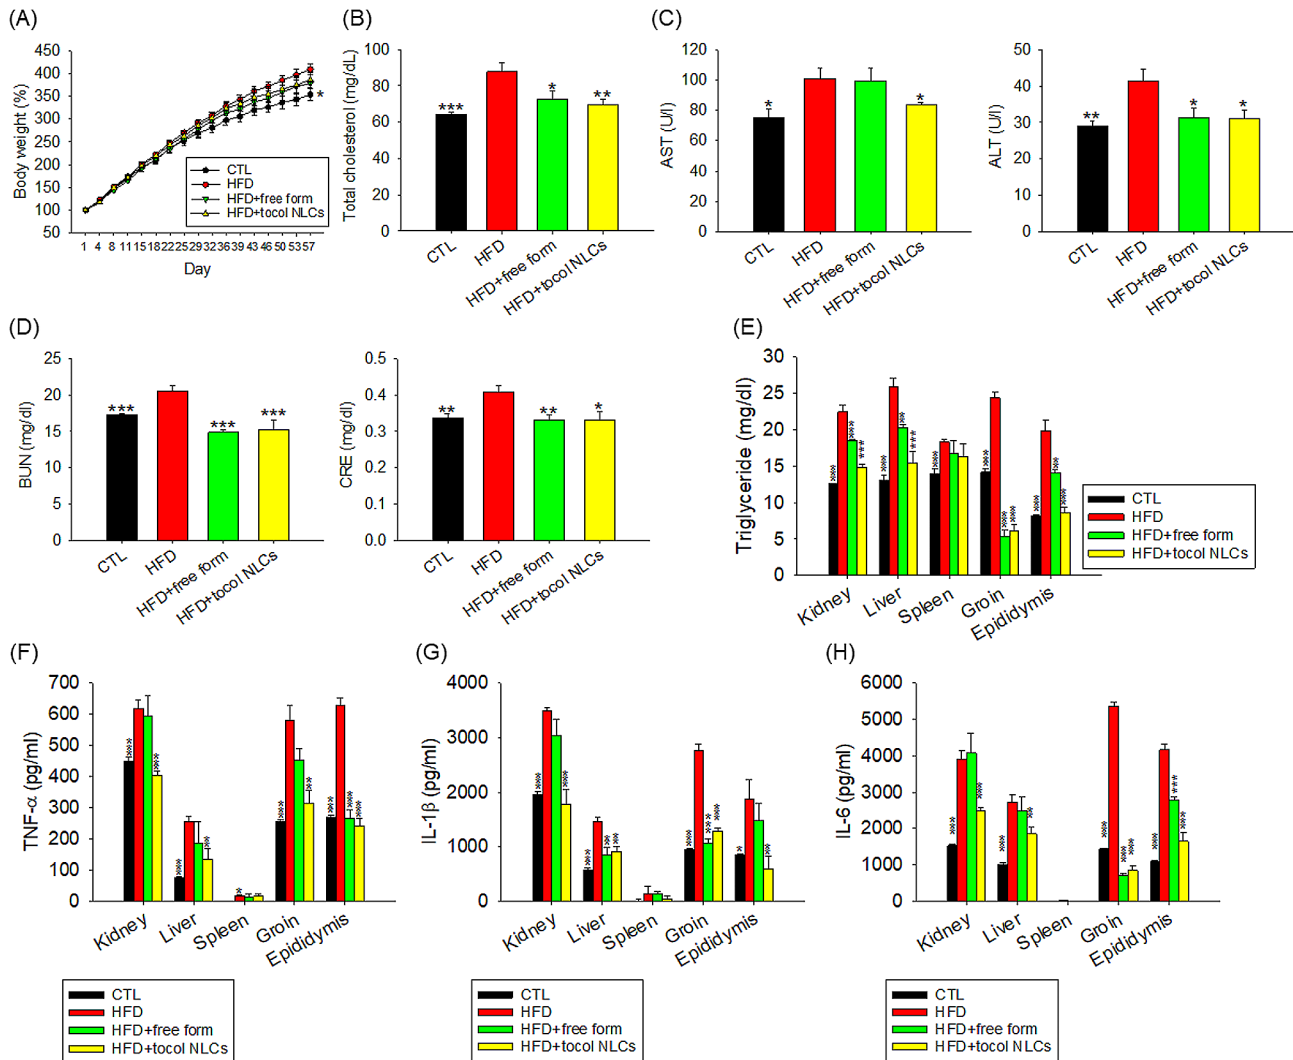 (A)
450
400
350
300
250
200
150
100
50
Body weight (%)
*
CTL
HFD
HFD+free form
HFD+tocol NLCs
1 4 8 11 15 18 22 25 29 32 36 39 43 46 50 53 57
Day
(B)
100
80
60
40
20
0
Total cholesterol (mg/dL)
***
*
**
CTL
HFD
HFD+free form
HFD+tocol NLCs
(C)
120
100
80
60
40
20
0
AST (U/l)
*
*
CTL
HFD
HFD+free form
HFD+tocol NLCs
50
40
30
20
10
0
ALT (U/l)
**
*
*
CTL
HFD
HFD+free form
HFD+tocol NLCs
(D)
25
20
15
10
5
0
BUN (mg/dl)
***
***
***
CTL
HFD
HFD+free form
HFD+tocol NLCs
0.5
0.4
0.3
0.2
0.1
0.0
CRE (mg/dl)
**
**
*
CTL
HFD
HFD+free form
HFD+tocol NLCs
(E)
30
25
20
15
10
5
0
Triglyceride (mg/dl)
*** *** ***
*** ** ***
***
*** *** ***
*** ** ***
Kidney
Liver
Spleen
Groin
Epididymis
CTL
HFD
HFD+free form
HFD+tocol NLCs
(F)
700
600
500
400
300
200
100
0
TNF-α (pg/ml)
*** ***
*** **
*
*** **
*** *** ***
Kidney
Liver
Spleen
Groin
Epididymis
CTL
HFD
HFD+free form
HFD+tocol NLCs
(G)
4000
3000
2000
1000
0
IL-1β (pg/ml)
*** ***
*** ** **
*** *** ***
* **
Kidney
Liver
Spleen
Groin
Epididymis
CTL
HFD
HFD+free form
HFD+tocol NLCs
(H)
6000
5000
4000
3000
2000
1000
0
IL-6 (pg/ml)
*** ***
*** **
*** *** ***
*** *** ***
Kidney
Liver
Spleen
Groin
Epididymis
CTL
HFD
HFD+free form
HFD+tocol NLCs